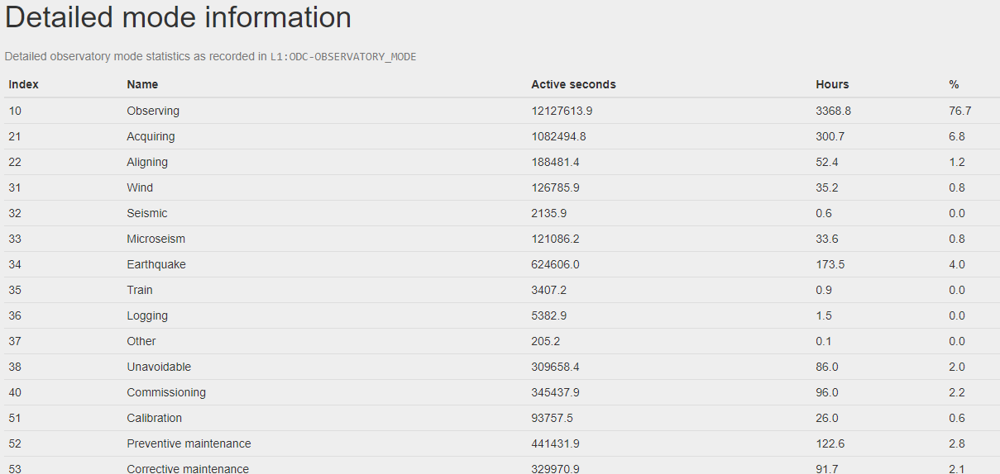 Detailed mode information
Detailed observatory mode statistics as recorded in L1:ODC-OBSERVATORY_MODE
Index Name Active seconds Hours %
10 Observing 12127613.9 3368.8 76.7
21 Acquiring 1082494.8 300.7 6.8
22 Aligning 188481.4 52.4 1.2
31 Wind 126785.9 35.2 0.8
32 Seismic 2135.9 0.6 0.0
33 Microseism 121086.2 33.6 0.8
34 Earthquake 624606.0 173.5 4.0
35 Train 3407.2 0.9 0.0
36 Logging 5382.9 1.5 0.0
37 Other 205.2 0.1 0.0
38 Unavoidable 309658.4 86.0 2.0
40 Commissioning 345437.9 96.0 2.2
51 Calibration 93757.5 26.0 0.6
52 Preventive maintenance 441431.9 122.6 2.8
53 Corrective maintenance 329970.9 91.7 2.1